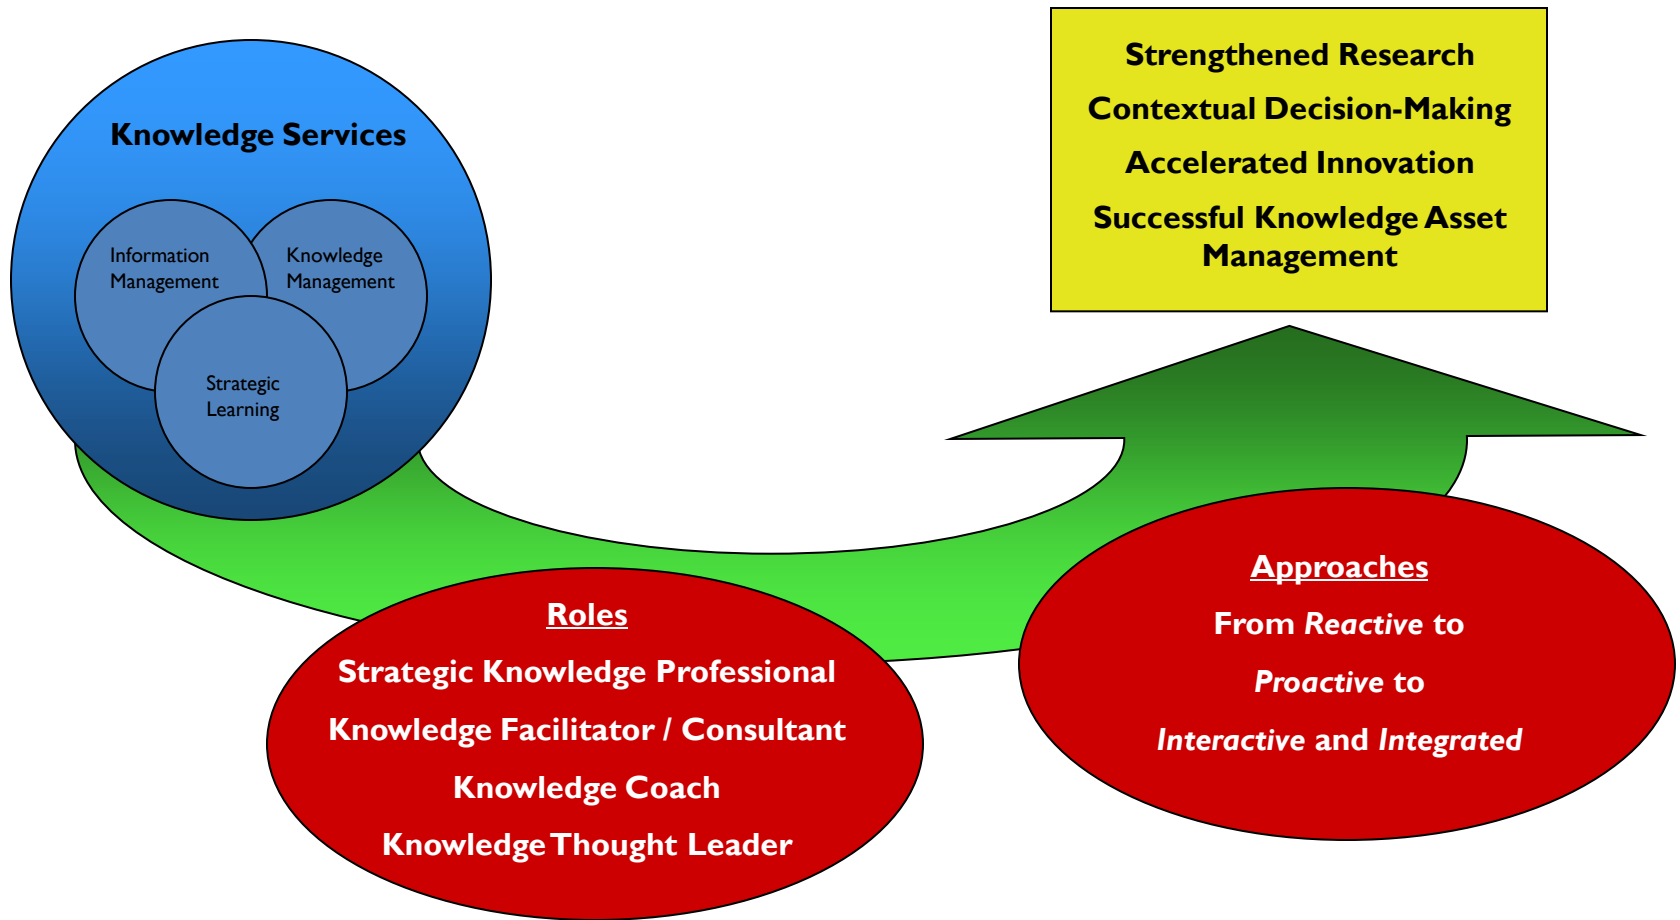 Knowledge Services
Information
Management
Knowledge
Management
Strategic
Learning
Strengthened Research
Contextual Decision-Making
Accelerated Innovation
Successful Knowledge Asset
Management
Roles
Strategic Knowledge Professional
Knowledge Facilitator / Consultant
Knowledge Coach
Knowledge Thought Leader
Approaches
From Reactive to
Proactive to
Interactive and Integrated